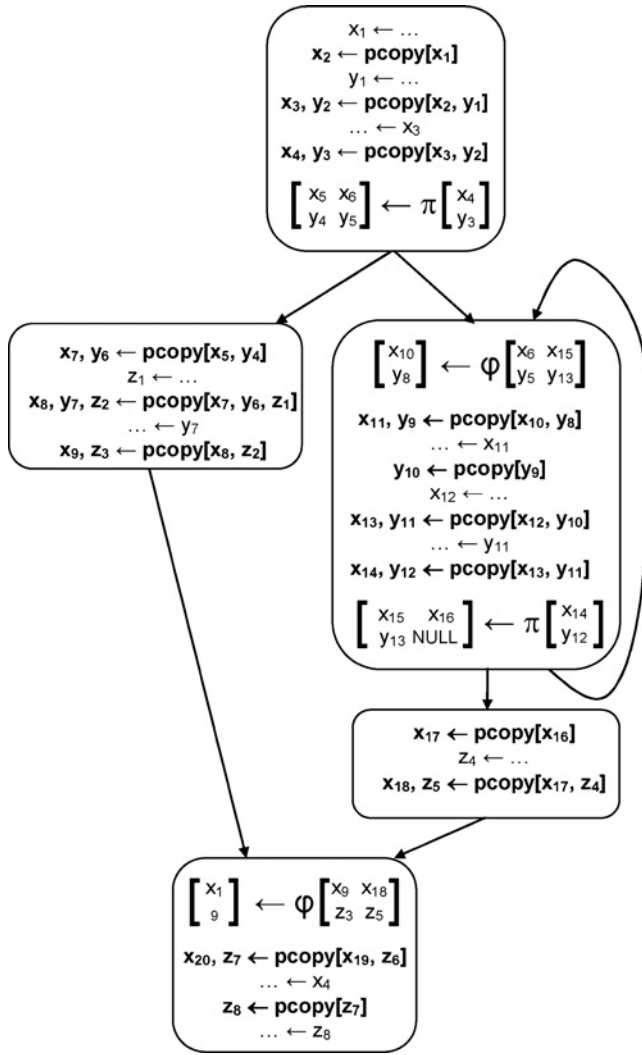 x₁ ← ...
x₂ ← pcopy[x₁]
y₁ ← ...
x₃, y₂ ← pcopy[x₂, y₁]
... ← x₃
x₄, y₃ ← pcopy[x₃, y₂]
[x₅ x₆ ← π [x₄
y₄ y₅] y₃]
x₇, y₆ ← pcopy[x₅, y₄]
z₁ ← ...
x₈, y₇, z₂ ← pcopy[x₇, y₆, z₁]
... ← y₇
x₉, z₃ ← pcopy[x₈, z₂]
[x₁₀ ← φ [x₆ x₁₅
y₈] y₅ y₁₃]
x₁₁, y₉ ← pcopy[x₁₀, y₈]
... ← x₁₁
y₁₀ ← pcopy[y₉]
x₁₂ ← ...
x₁₃, y₁₁ ← pcopy[x₁₂, y₁₀]
... ← y₁₁
x₁₄, y₁₂ ← pcopy[x₁₃, y₁₁]
[x₁₅ x₁₆ ← π [x₁₄
y₁₃ NULL] y₁₂]
x₁₇ ← pcopy[x₁₆]
z₄ ← ...
x₁₈, z₅ ← pcopy[x₁₇, z₄]
[x₁ ← φ [x₉ x₁₈
₉] z₃ z₅]
x₂₀, z₇ ← pcopy[x₁₉, z₆]
... ← x₄
z₈ ← pcopy[z₇]
... ← z₈